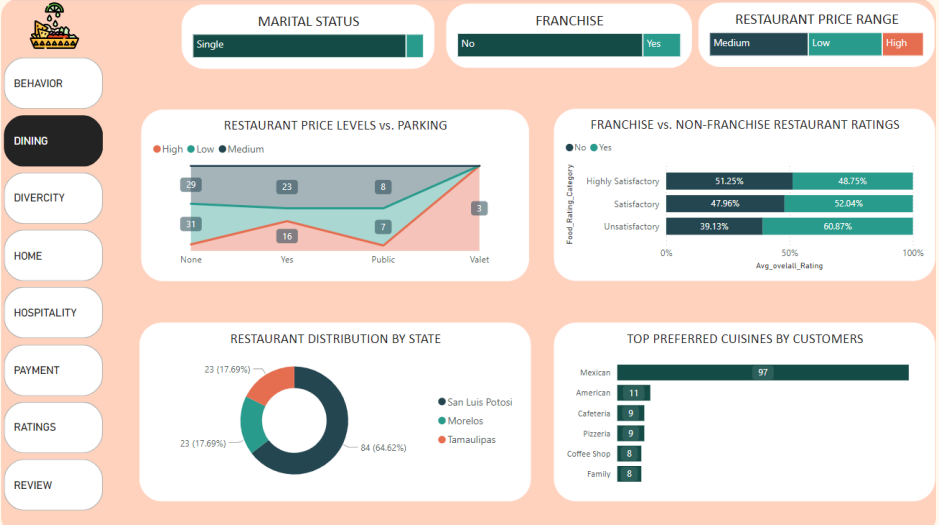 MARITAL STATUS
Single
FRANCHISE
No
Yes
RESTAURANT PRICE RANGE
Medium
Low
High
BEHAVIOR
DINING
DIVERCITY
HOME
HOSPITALITY
PAYMENT
RATINGS
REVIEW
RESTAURANT PRICE LEVELS vs. PARKING
High Low Medium
29
23
8
31
16
7
3
None
Yes
Public
Valet
FRANCHISE vs. NON-FRANCHISE RESTAURANT RATINGS
No Yes
Food_Rating_Category
Highly Satisfactory 51.25% 48.75%
Satisfactory 47.96% 52.04%
Unsatisfactory 39.13% 60.87%
0% 50% 100%
Avg_ovelall_Rating
RESTAURANT DISTRIBUTION BY STATE
23 (17.69%)
23 (17.69%)
84 (64.62%)
San Luis Potosi
Morelos
Tamaulipas
TOP PREFERRED CUISINES BY CUSTOMERS
Mexican 97
American 11
Cafeteria 9
Pizzeria 9
Coffee Shop 8
Family 8